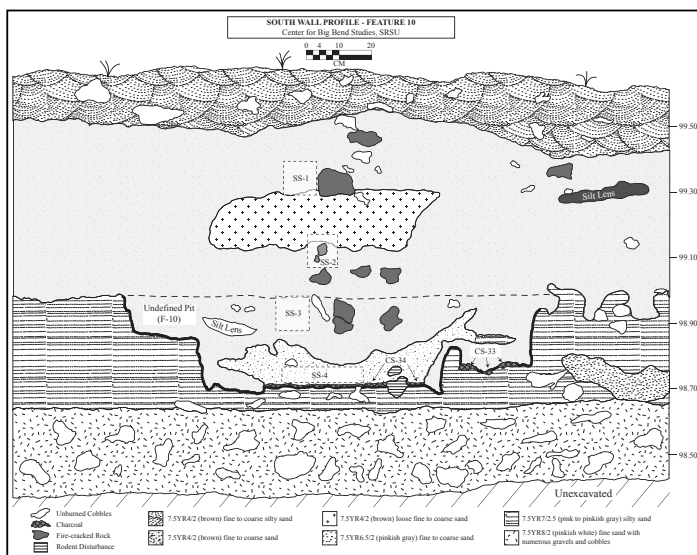 SOUTH WALL PROFILE - FEATURE 10
Center for Big Bend Studies, SRSU
0 4 10 20
CM
99.50
SS-1
99.30
Silt Lens
SS-2
99.10
Undefined Pit
(F-10)
SS-3
98.90
Silt Lens
CS-33
CS-34
SS-4
98.70
98.50
Unexcavated
Unburned Cobbles
Charcoal
Fire-cracked Rock
Rodent Disturbance
7.5YR4/2 (brown) fine to coarse silty sand
7.5YR4/2 (brown) fine to coarse sand
7.5YR4/2 (brown) loose fine to coarse sand
7.5YR6.5/2 (pinkish gray) fine to coarse sand
7.5YR7/2.5 (pink to pinkish gray) silty sand
7.5YR8/2 (pinkish white) fine sand with
numerous gravels and cobbles